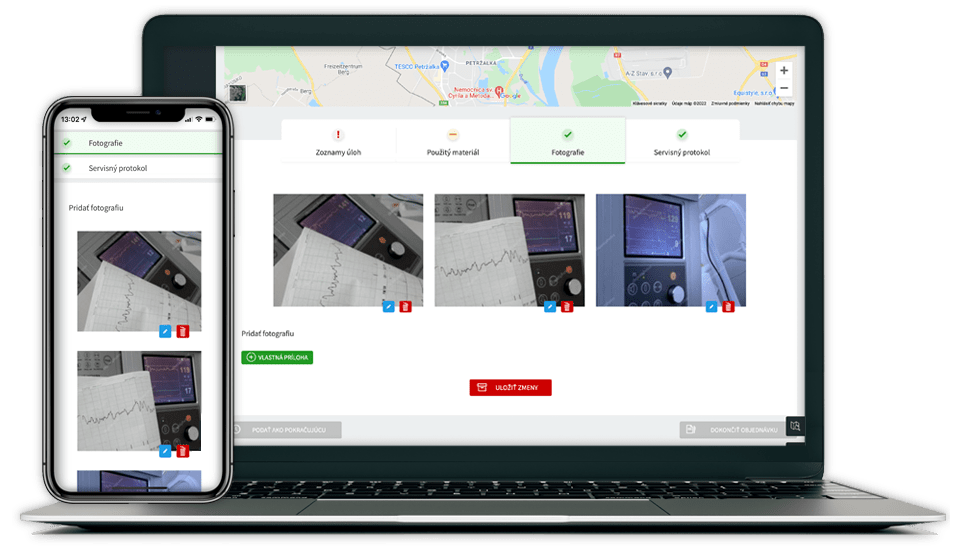 13:02
Fotografie
Servisný protokol
Pridať fotografiu
Freizeitzentrum
Berg
Berg
TESCO Petržalka
PETRŽALKA
Nemocnica sv.
Cyrila a Metoda
Google
A-Z Stav, s.r.o
Equistyle, s.r.o
Klávesové skratky
Údaje máp ©2022
Zmluvné podmienky
Nahlásiť chybu mapy
Zoznamy úloh
Použitý materiál
Fotografie
Servisný protokol
Pridať fotografiu
VLASTNÁ PRÍLOHA
ULOŽIŤ ZMENY
PODAŤ AKO POKRAČUJÚCU
DOKONČIŤ OBJEDNÁVKU